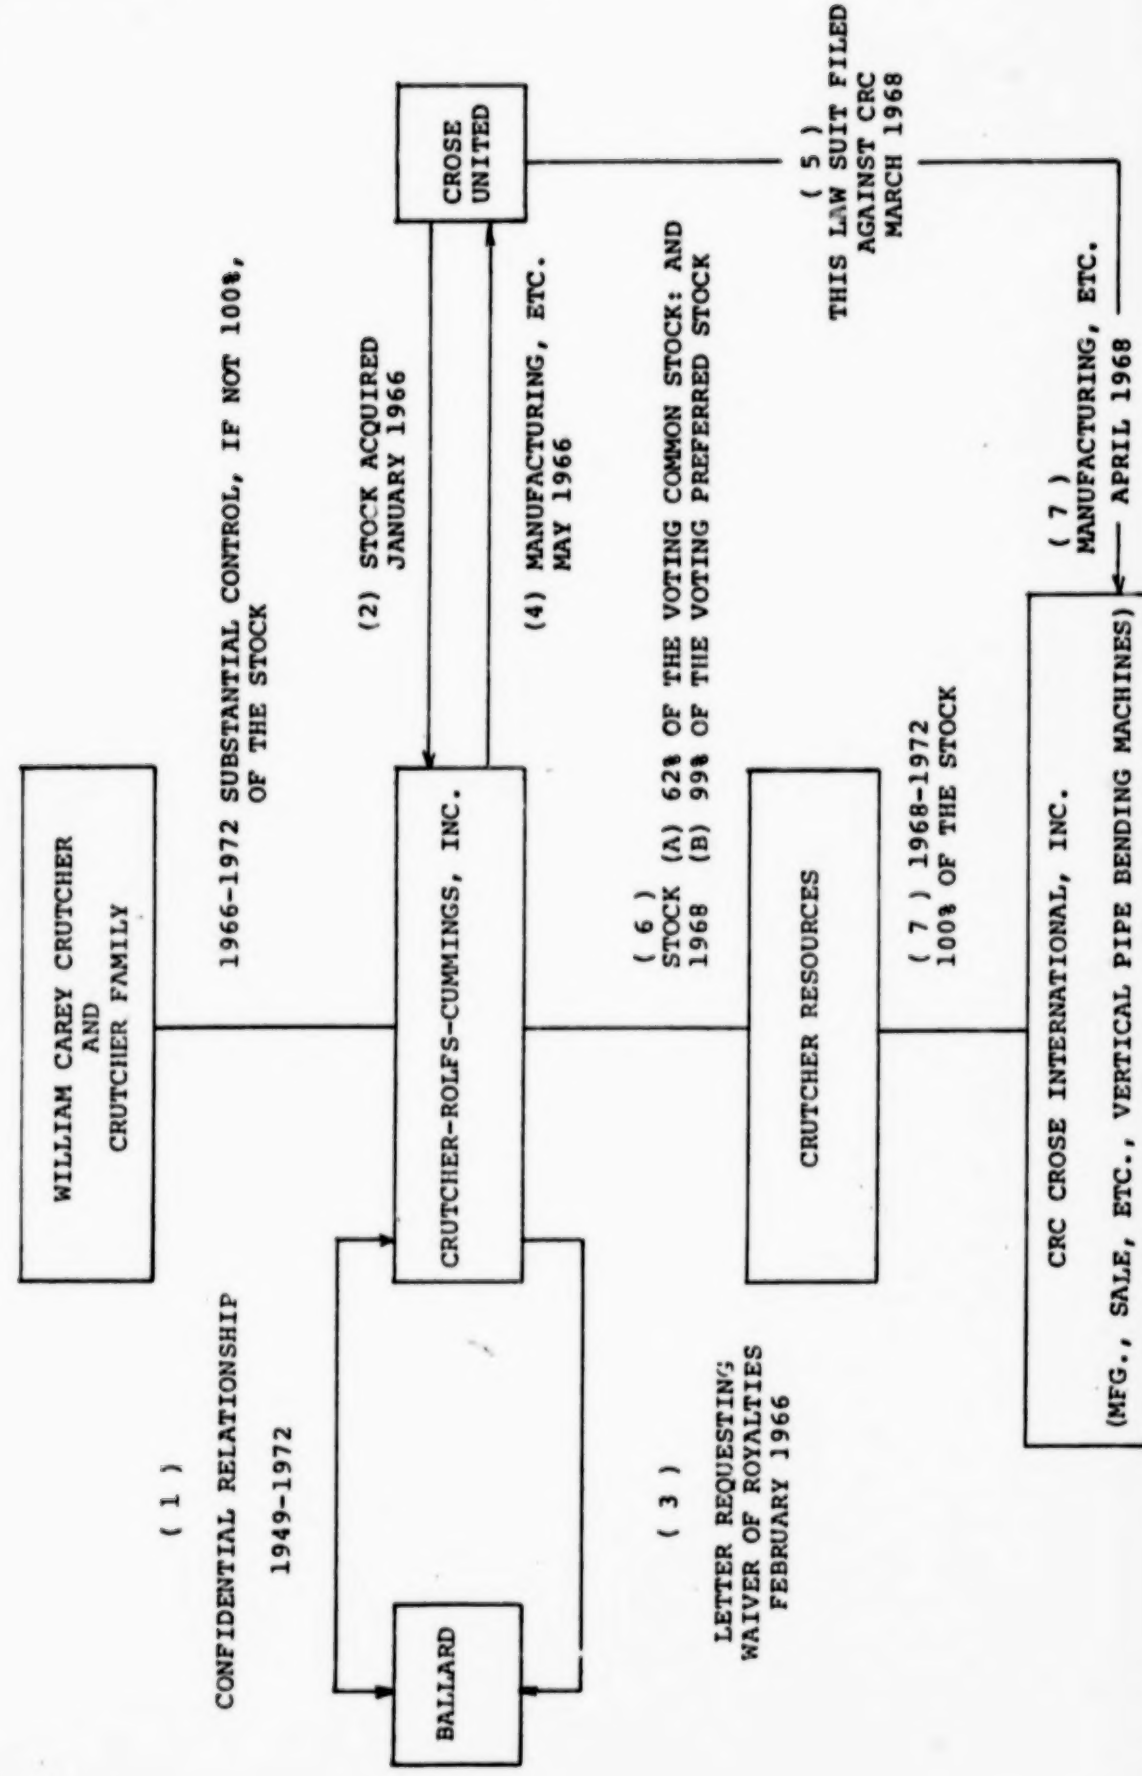 WILLIAM CAREY CRUTCHER
AND
CRUTCHER FAMILY
( 1 )
CONFIDENTIAL RELATIONSHIP
1949-1972
1966-1972 SUBSTANTIAL CONTROL, IF NOT 100%,
OF THE STOCK
(2) STOCK ACQUIRED
JANUARY 1966
BALLARD
CRUTCHER-ROLFS-CUMMINGS, INC.
CROSE
UNITED
(4) MANUFACTURING, ETC.
MAY 1966
( 3 )
LETTER REQUESTING
WAIVER OF ROYALTIES
FEBRUARY 1966
( 6 )
STOCK (A) 62% OF THE VOTING COMMON STOCK: AND
1968 (B) 99% OF THE VOTING PREFERRED STOCK
( 5 )
THIS LAW SUIT FILED
AGAINST CRC
MARCH 1968
CRUTCHER RESOURCES
( 7 ) 1968-1972
100% OF THE STOCK
( 7 )
MANUFACTURING, ETC.
APRIL 1968
CRC CROSE INTERNATIONAL, INC.
(MFG., SALE, ETC., VERTICAL PIPE BENDING MACHINES)